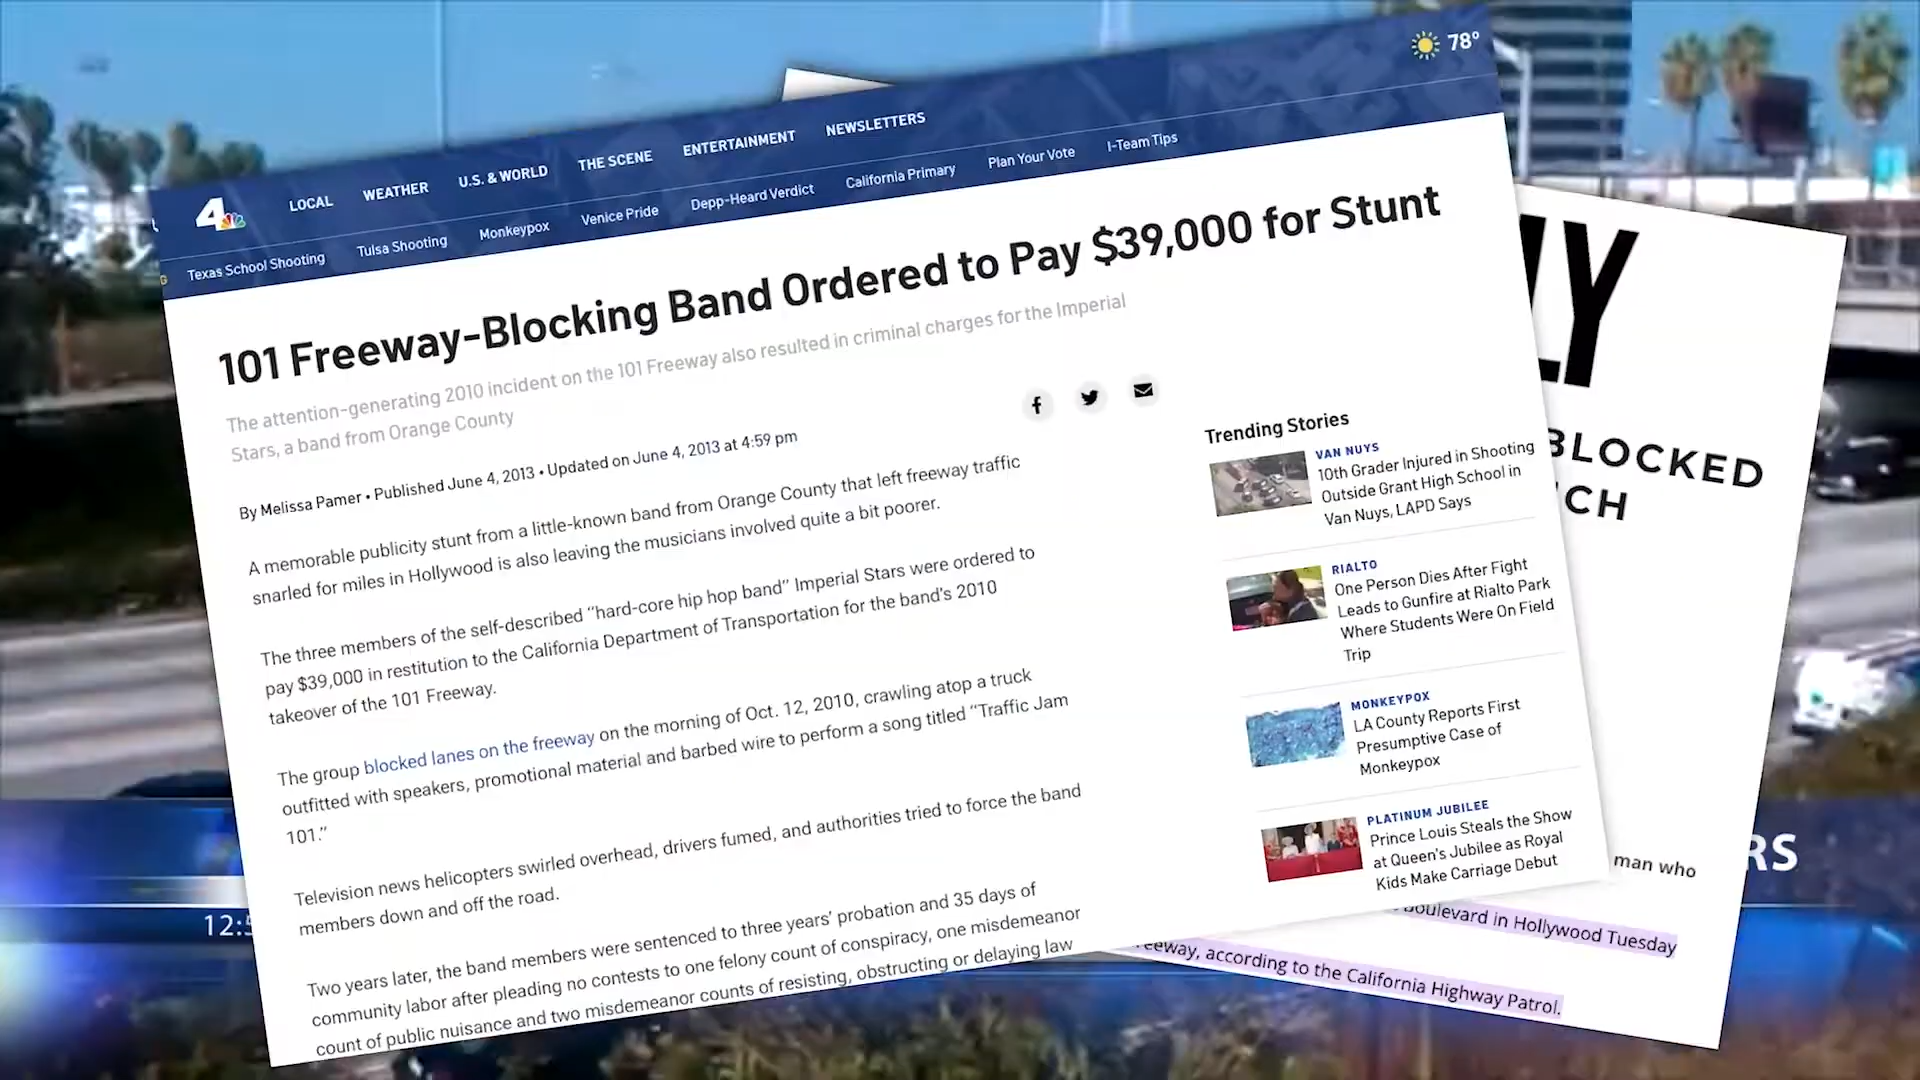 78°
4
LOCAL WEATHER U.S. & WORLD THE SCENE ENTERTAINMENT NEWSLETTERS
Texas School Shooting Tulsa Shooting Monkeypox Venice Pride Depp-Heard Verdict California Primary Plan Your Vote I-Team Tips
101 Freeway-Blocking Band Ordered to Pay $39,000 for Stunt
The attention-generating 2010 incident on the 101 Freeway also resulted in criminal charges for the Imperial
Stars, a band from Orange County
By Melissa Pamer • Published June 4, 2013 • Updated on June 4, 2013 at 4:59 pm
A memorable publicity stunt from a little-known band from Orange County that left freeway traffic
snarled for miles in Hollywood is also leaving the musicians involved quite a bit poorer.
The three members of the self-described "hard-core hip hop band" Imperial Stars were ordered to
pay $39,000 in restitution to the California Department of Transportation for the band's 2010
takeover of the 101 Freeway.
The group blocked lanes on the freeway on the morning of Oct. 12, 2010, crawling atop a truck
outfitted with speakers, promotional material and barbed wire to perform a song titled "Traffic Jam
101."
Television news helicopters swirled overhead, drivers fumed, and authorities tried to force the band
members down and off the road.
Two years later, the band members were sentenced to three years' probation and 35 days of
community labor after pleading no contests to one felony count of conspiracy, one misdemeanor
count of public nuisance and two misdemeanor counts of resisting, obstructing or delaying law
Trending Stories
VAN NUYS
10th Grader Injured in Shooting
Outside Grant High School in
Van Nuys, LAPD Says
RIALTO
One Person Dies After Fight
Leads to Gunfire at Rialto Park
Where Students Were On Field
Trip
MONKEYPOX
LA County Reports First
Presumptive Case of
Monkeypox
PLATINUM JUBILEE
Prince Louis Steals the Show
at Queen's Jubilee as Royal
Kids Make Carriage Debut
LY
BLOCKED
CH
man who
Boulevard in Hollywood Tuesday
reeway, according to the California Highway Patrol.
RS
12:5